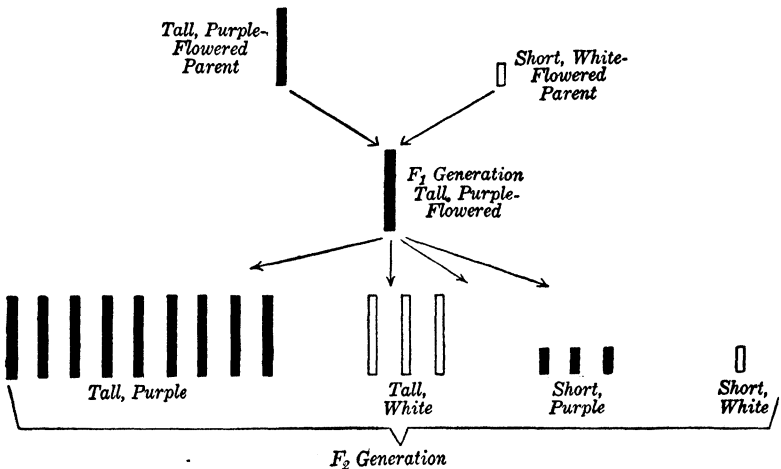 Tall, Purple-
Flowered
Parent
Short, White-
Flowered
Parent
F₁ Generation
Tall, Purple-
Flowered
Tall, Purple
Tall,
White
Short,
Purple
Short,
White
F₂ Generation